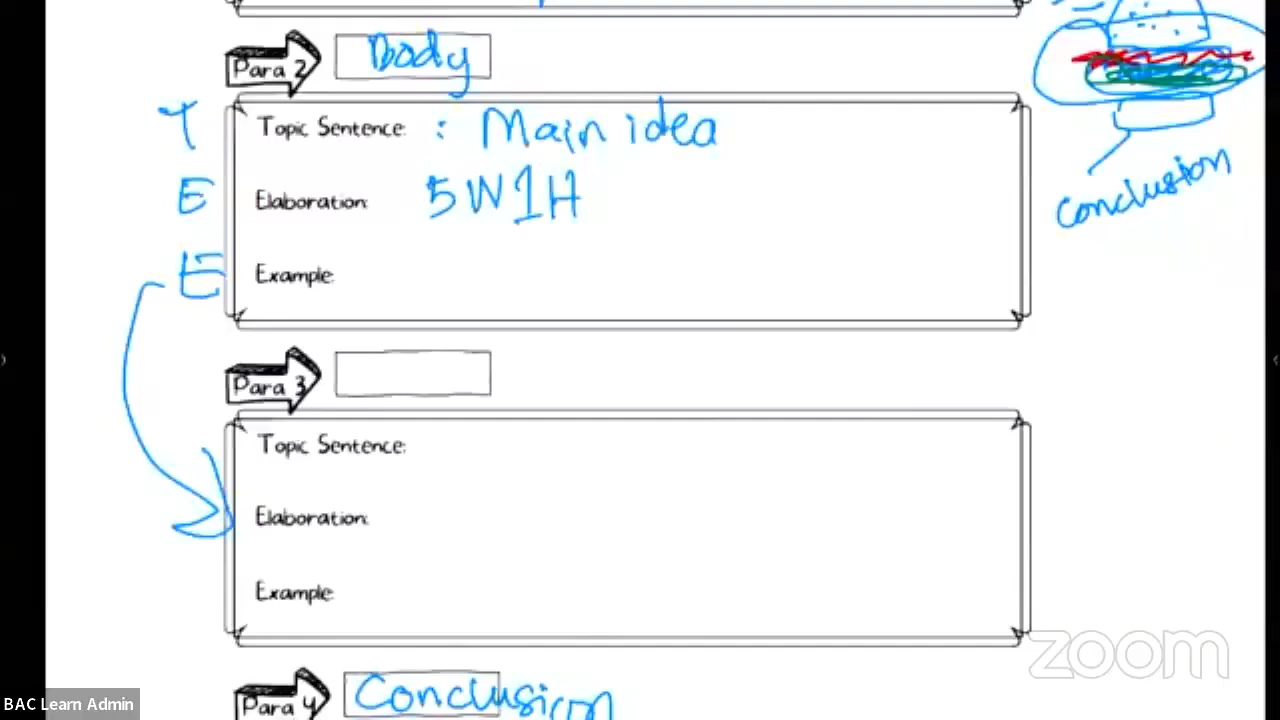 Para 2 Body
T Topic Sentence: : Main idea
E Elaboration: 5W1H
E Example:
conclusion
Para 3
Topic Sentence:
Elaboration:
Example:
Para 4 Conclusion
zoom
BAC Learn Admin